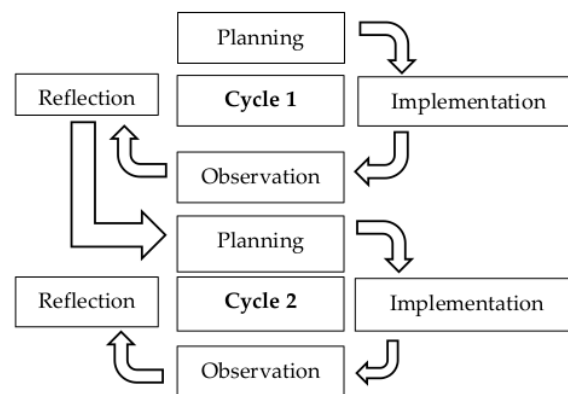 Planning
Reflection
Cycle 1
Implementation
Observation
Planning
Reflection
Cycle 2
Implementation
Observation